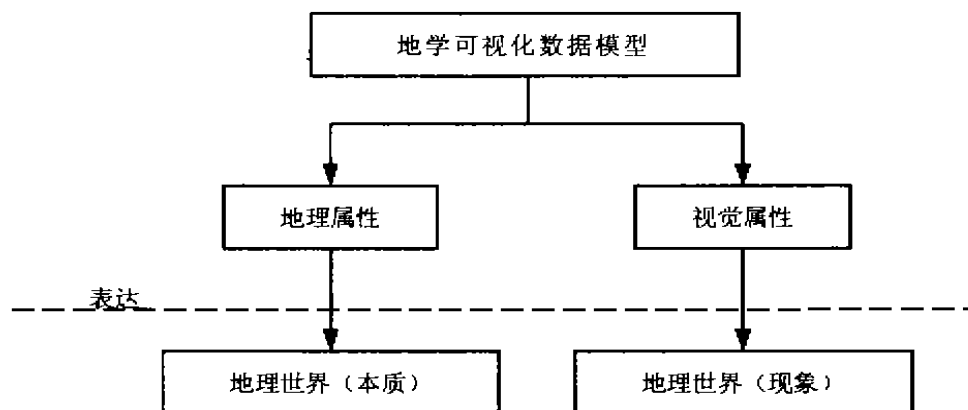 地学可视化数据模型
地理属性
视觉属性
表达
地理世界（本质）
地理世界（现象）